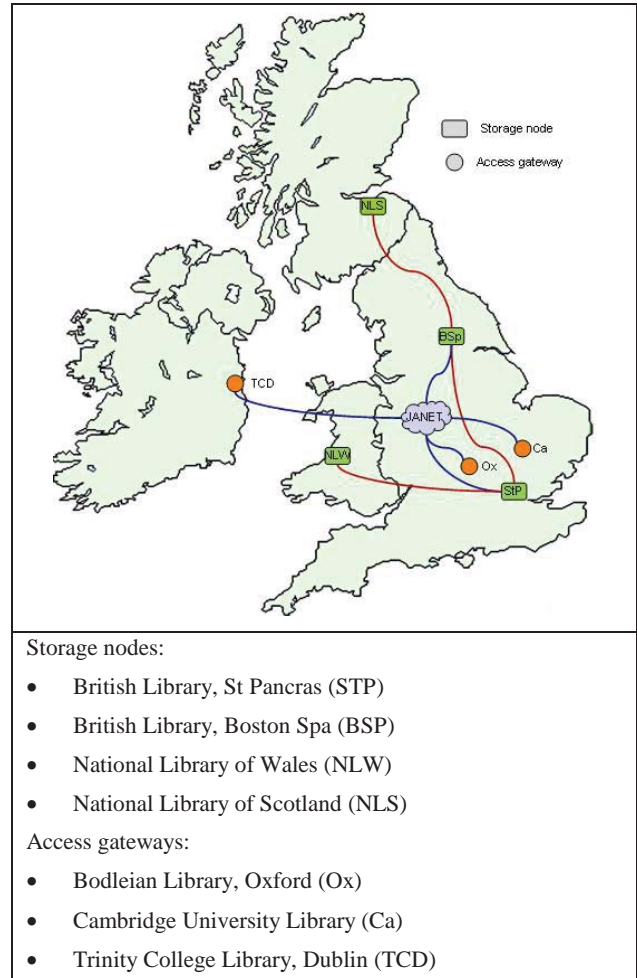 Storage node
Access gateway
NLS
BSp
TCD
JANET
Ca
NLW
Ox
StP
Storage nodes:
• British Library, St Pancras (STP)
• British Library, Boston Spa (BSP)
• National Library of Wales (NLW)
• National Library of Scotland (NLS)
Access gateways:
• Bodleian Library, Oxford (Ox)
• Cambridge University Library (Ca)
• Trinity College Library, Dublin (TCD)